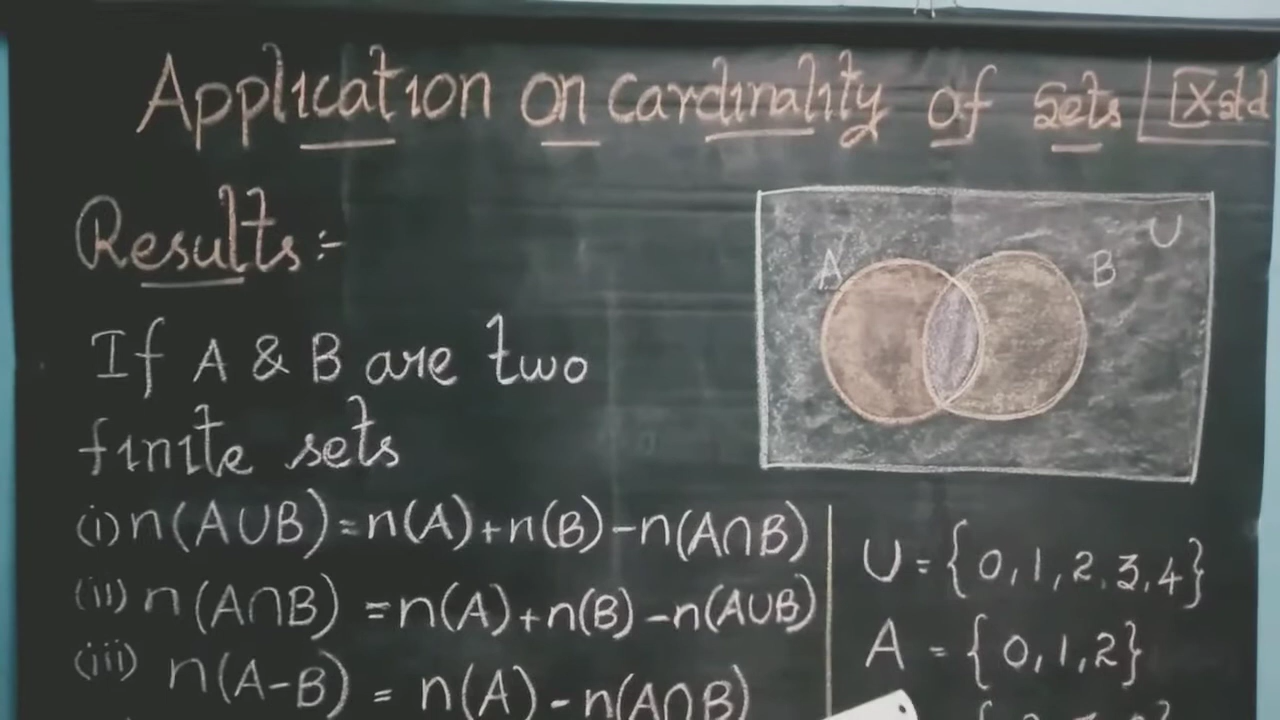 Application on Cardinality of Sets IX std
Results:-
A
B
U
If A & B are two
finite sets
(i) n(A∪B) = n(A) + n(B) - n(A∩B)
(ii) n(A∩B) = n(A) + n(B) - n(A∪B)
(iii) n(A-B) = n(A) - n(A∩B)
U = {0,1,2,3,4}
A = {0,1,2}